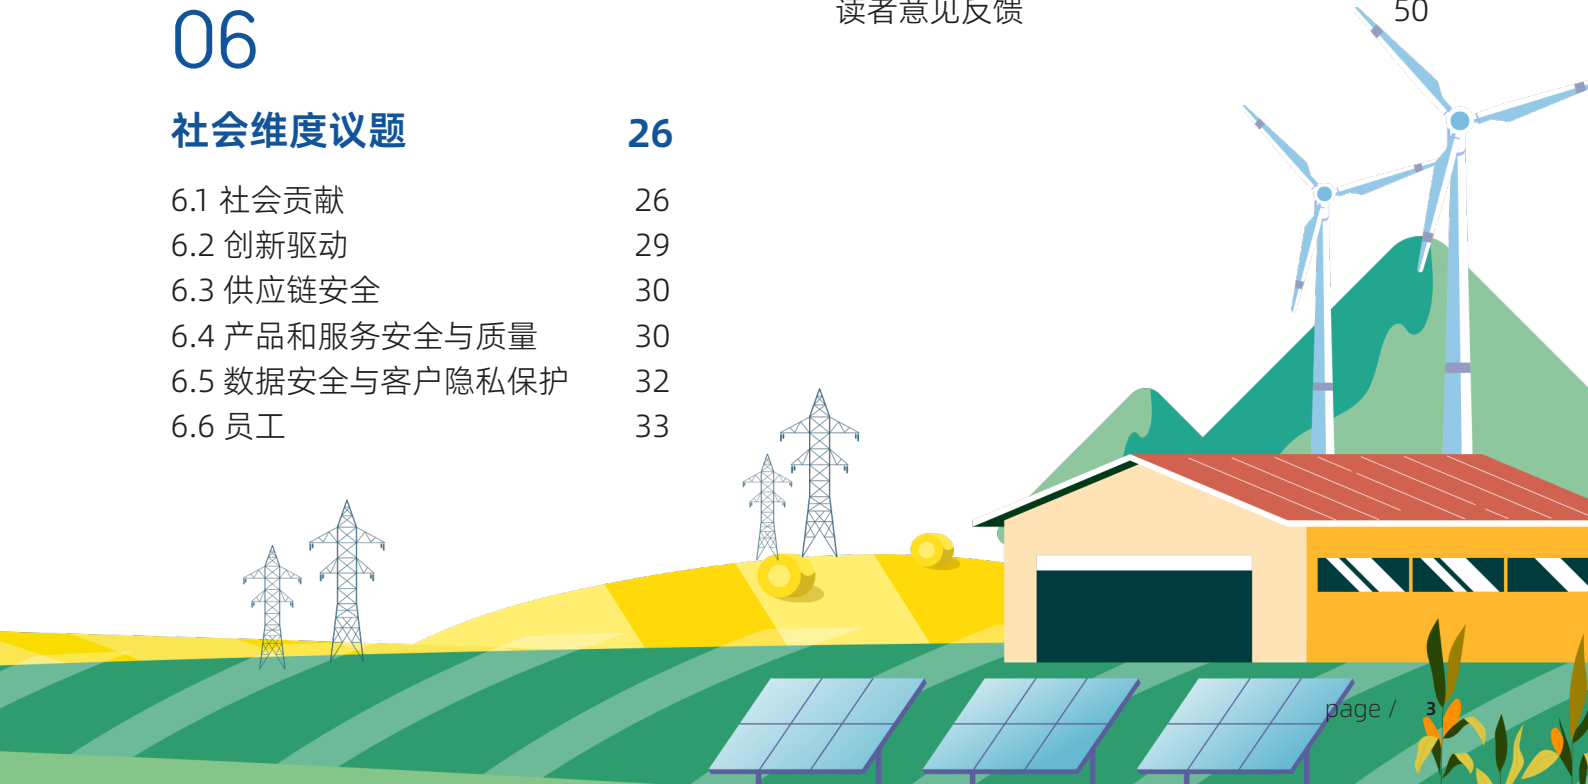 06
社会维度议题 26
6.1 社会贡献 26
6.2 创新驱动 29
6.3 供应链安全 30
6.4 产品和服务安全与质量 30
6.5 数据安全与客户隐私保护 32
6.6 员工 33
读者意见反馈 50
page / 3